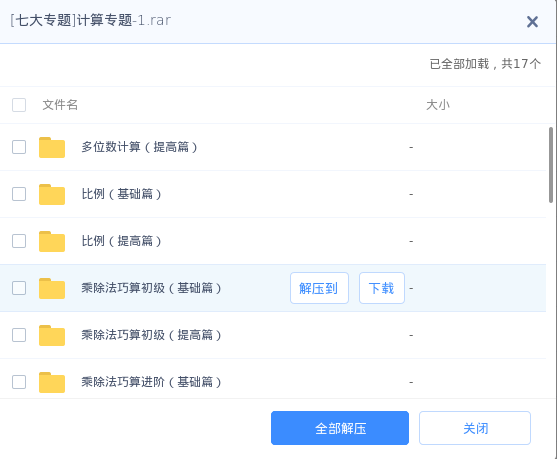 [七大专题]计算专题-1.rar
已全部加载，共17个
文件名 大小
多位数计算（提高篇） -
比例（基础篇） -
比例（提高篇） -
乘除法巧算初级（基础篇） 解压到 下载 -
乘除法巧算初级（提高篇） -
乘除法巧算进阶（基础篇） -
全部解压 关闭